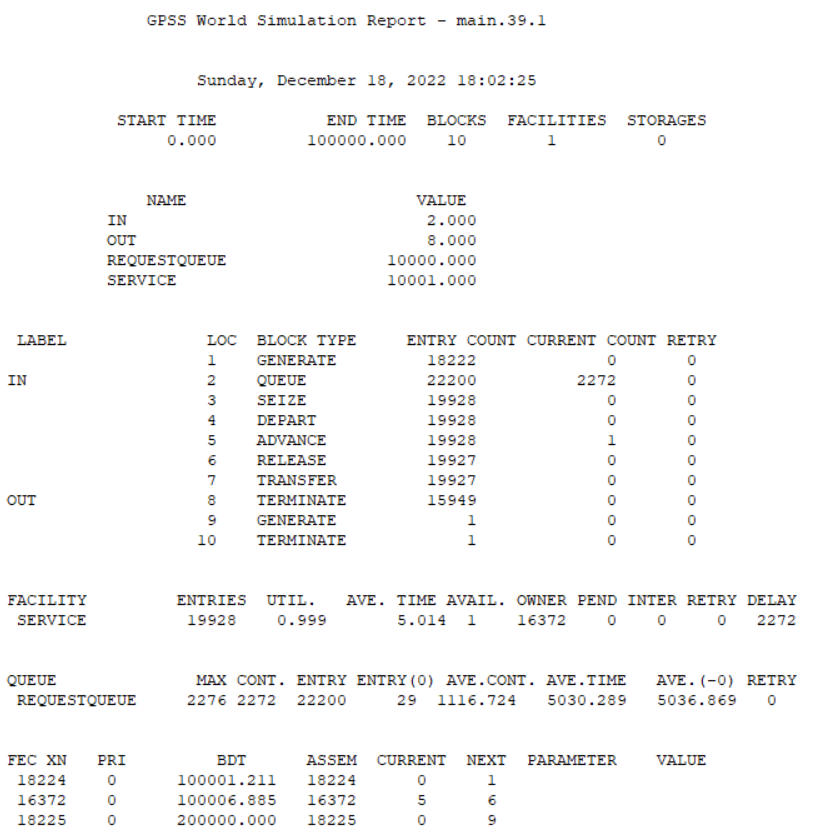 GPSS World Simulation Report - main.39.1
Sunday, December 18, 2022 18:02:25
START TIME END TIME BLOCKS FACILITIES STORAGES
0.000 100000.000 10 1 0
NAME VALUE
IN 2.000
OUT 8.000
REQUESTQUEUE 10000.000
SERVICE 10001.000
LABEL LOC BLOCK TYPE ENTRY COUNT CURRENT COUNT RETRY
1 GENERATE 18222 0 0
IN 2 QUEUE 22200 2272 0
3 SEIZE 19928 0 0
4 DEPART 19928 0 0
5 ADVANCE 19928 1 0
6 RELEASE 19927 0 0
7 TRANSFER 19927 0 0
OUT 8 TERMINATE 15949 0 0
9 GENERATE 1 0 0
10 TERMINATE 1 0 0
FACILITY ENTRIES UTIL. AVE. TIME AVAIL. OWNER PEND INTER RETRY DELAY
SERVICE 19928 0.999 5.014 1 16372 0 0 0 2272
QUEUE MAX CONT. ENTRY ENTRY(0) AVE.CONT. AVE.TIME AVE.(-0) RETRY
REQUESTQUEUE 2276 2272 22200 29 1116.724 5030.289 5036.869 0
FEC XN PRI BDT ASSEM CURRENT NEXT PARAMETER VALUE
18224 0 100001.211 18224 0 1
16372 0 100006.885 16372 5 6
18225 0 200000.000 18225 0 9